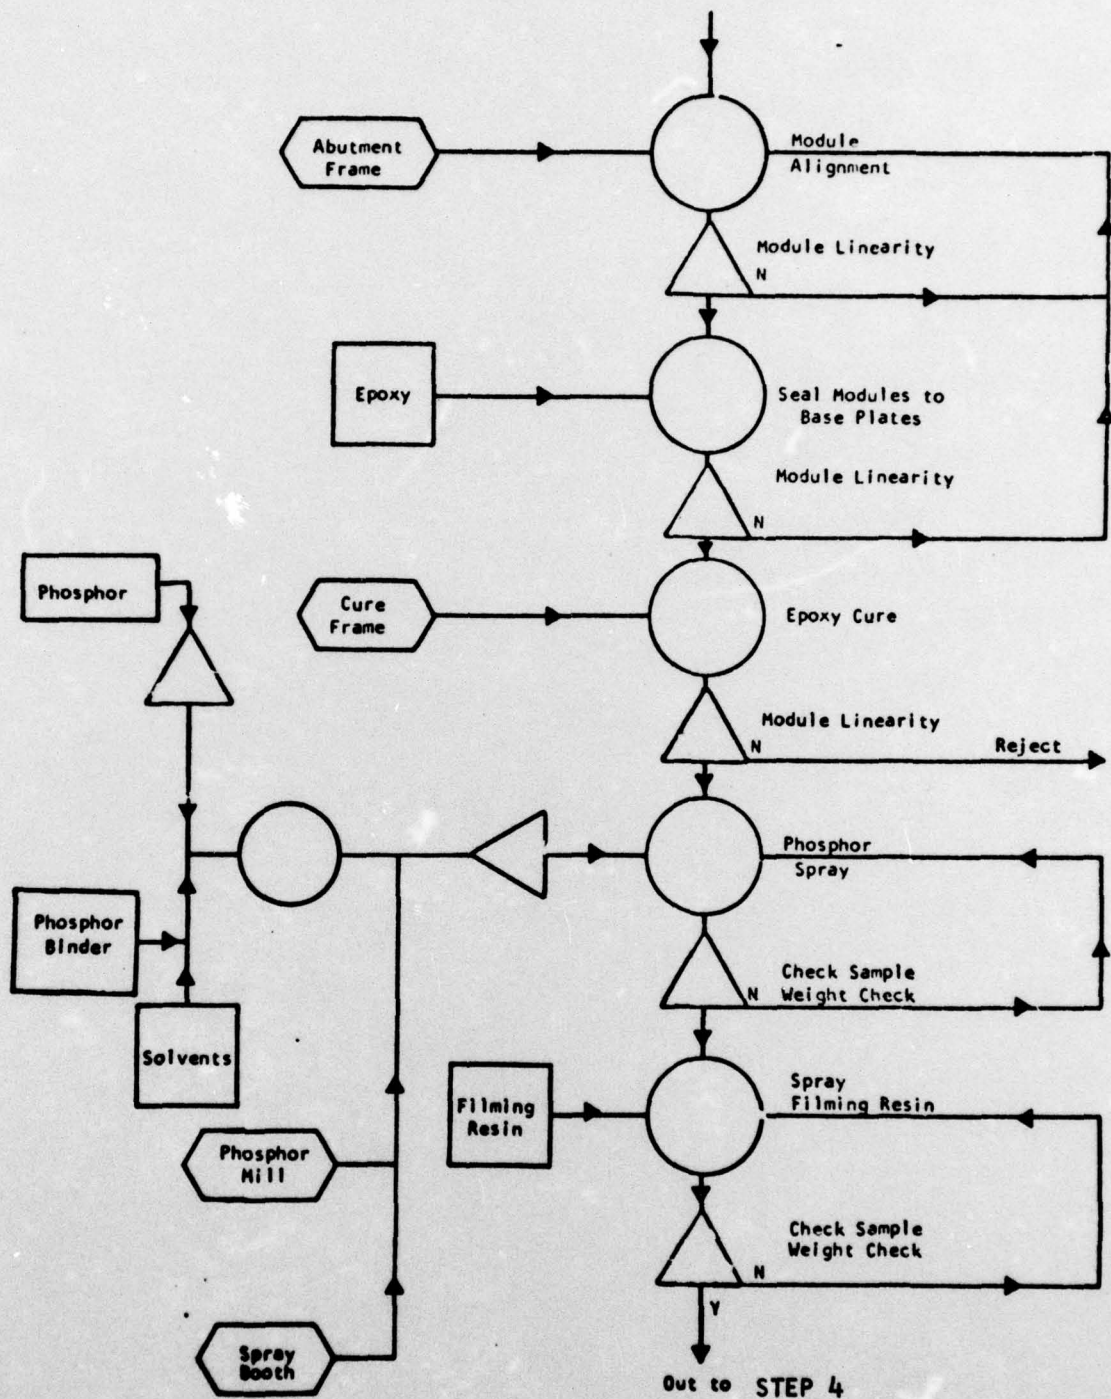 Abutment
Frame
Module
Alignment
Module Linearity
N
Epoxy
Seal Modules to
Base Plates
Module Linearity
N
Phosphor
Cure
Frame
Epoxy Cure
Module Linearity
N
Reject
Phosphor
Spray
Phosphor
Binder
Check Sample
Weight Check
N
Solvents
Filming
Resin
Spray
Filming Resin
Phosphor
Mill
Check Sample
Weight Check
N
Y
Spray
Booth
Out to STEP 4